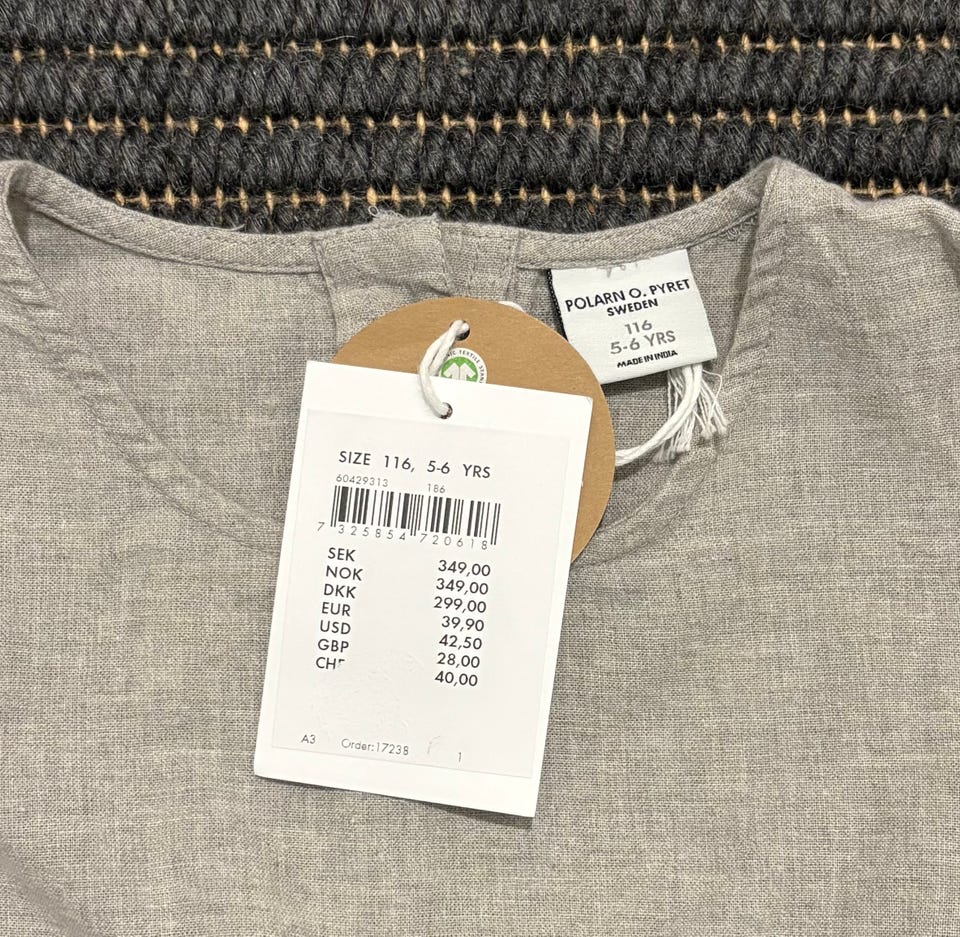 POLARN O. PYRET
SWEDEN
116
5-6 YRS
MADE IN INDIA
TEXTILE
SIZE 116, 5-6 YRS
60429313 186
7 325854 720618
SEK 349,00
NOK 349,00
DKK 299,00
EUR 39,90
USD 42,50
GBP 28,00
40,00
A3 Order:17238 1